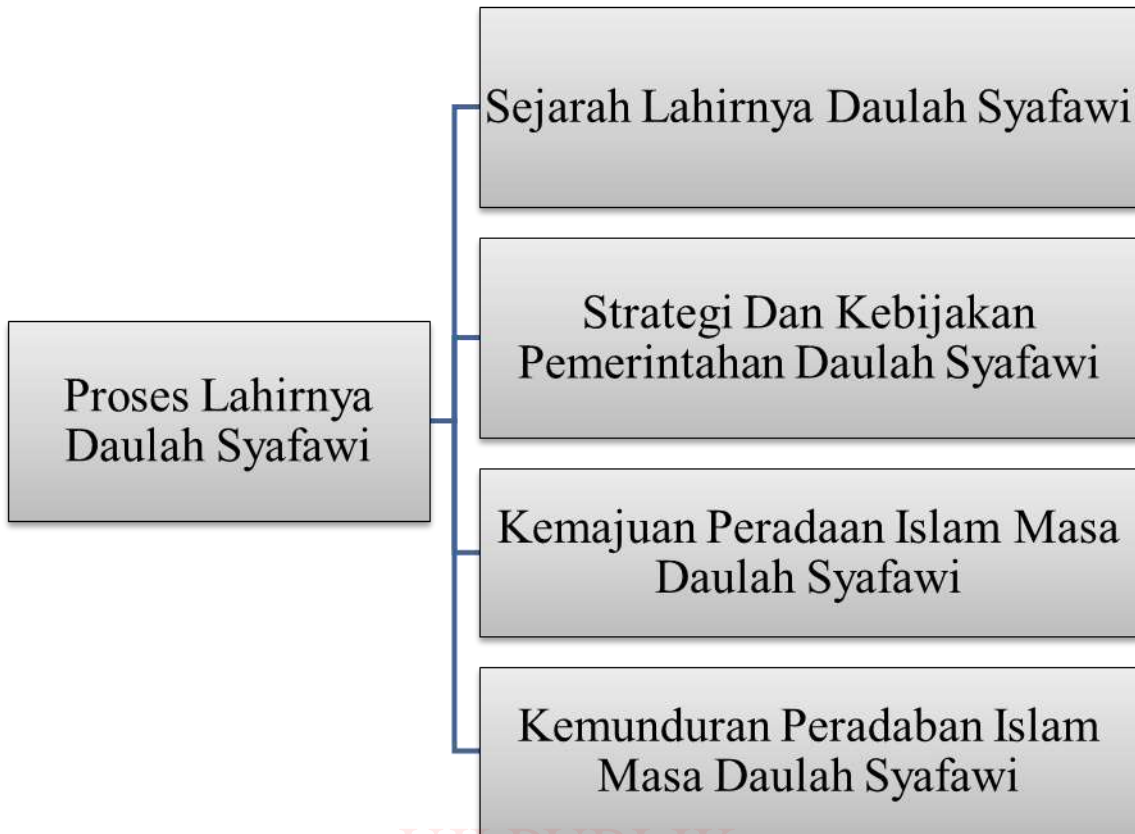 Sejarah Lahirnya Daulah Syafawi
Strategi Dan Kebijakan
Pemerintahan Daulah Syafawi
Proses Lahirnya
Daulah Syafawi
Kemajuan Peradaan Islam Masa
Daulah Syafawi
Kemunduran Peradaban Islam
Masa Daulah Syafawi